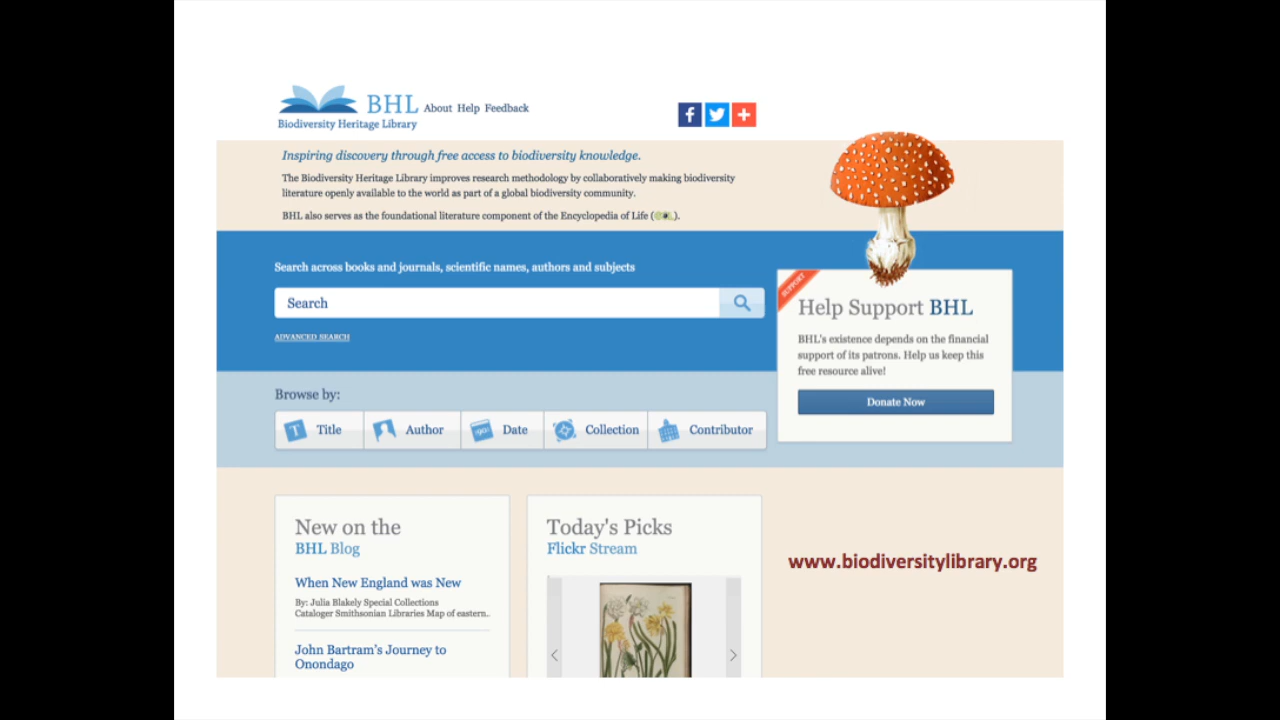 BHL
Biodiversity Heritage Library
About Help Feedback
Inspiring discovery through free access to biodiversity knowledge.
The Biodiversity Heritage Library improves research methodology by collaboratively making biodiversity
literature openly available to the world as part of a global biodiversity community.
BHL also serves as the foundational literature component of the Encyclopedia of Life ( ).
Search across books and journals, scientific names, authors and subjects
Search
ADVANCED SEARCH
SUPPORT
Help Support BHL
BHL's existence depends on the financial
support of its patrons. Help us keep this
free resource alive!
Donate Now
Browse by:
Title
Author
Date
Collection
Contributor
New on the
BHL Blog
When New England was New
By: Julia Blakely Special Collections
Cataloger Smithsonian Libraries Map of eastern..
John Bartram's Journey to
Onondago
Today's Picks
Flickr Stream
www.biodiversitylibrary.org